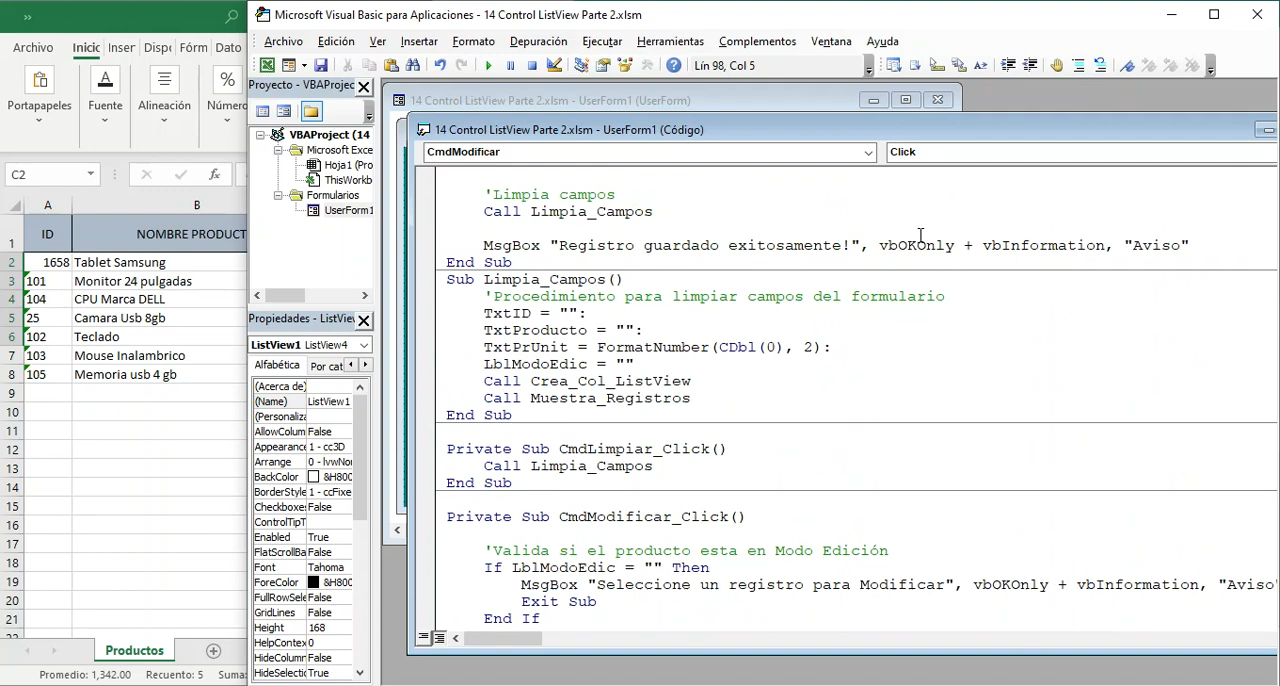 Archivo Inicic Inser Dispo Fórm Dato
Portapapeles Fuente Alineación Número
%
C2
A B
1 ID NOMBRE PRODUCT
2 1658 Tablet Samsung
3 101 Monitor 24 pulgadas
4 104 CPU Marca DELL
5 25 Camara Usb 8gb
6 102 Teclado
7 103 Mouse Inalambrico
8 105 Memoria usb 4 gb
9
10
11
12
13
14
15
16
17
18
19
20
21
Productos
Promedio: 1,342.00 Recuento: 5 Suma:
Microsoft Visual Basic para Aplicaciones - 14 Control ListView Parte 2.xlsm
Archivo Edición Ver Insertar Formato Depuración Ejecutar Herramientas Complementos Ventana Ayuda
Lín 98, Col 5
Proyecto - VBAProjec
VBAProject (14
Microsoft Exce
Hoja1 (Pro
ThisWorkb
Formularios
UserForm1
Propiedades - ListView
ListView1 ListView4
Alfabética Por cat
(Acerca de)
(Name) ListView1
(Personaliza
AllowColum False
Appearance 1 - cc3D
Arrange 0 - lvwNor
BackColor &H800
BorderStyle 1 - ccFixe
Checkboxes False
ControlTipT
Enabled True
FlatScrollBa False
Font Tahoma
ForeColor &H800
FullRowSele False
GridLines False
Height 168
HelpContex 0
HideColumn False
HideSelectic True
14 Control ListView Parte 2.xlsm - UserForm1 (UserForm)
14 Control ListView Parte 2.xlsm - UserForm1 (Código)
CmdModificar Click
'Limpia campos
Call Limpia_Campos
MsgBox "Registro guardado exitosamente!", vbOKOnly + vbInformation, "Aviso"
End Sub
Sub Limpia_Campos()
'Procedimiento para limpiar campos del formulario
TxtID = "":
TxtProducto = "":
TxtPrUnit = FormatNumber(CDbl(0), 2):
LblModoEdic = ""
Call Crea_Col_ListView
Call Muestra_Registros
End Sub
Private Sub CmdLimpiar_Click()
Call Limpia_Campos
End Sub
Private Sub CmdModificar_Click()
'Valida si el producto esta en Modo Edición
If LblModoEdic = "" Then
MsgBox "Seleccione un registro para Modificar", vbOKOnly + vbInformation, "Aviso"
Exit Sub
End If